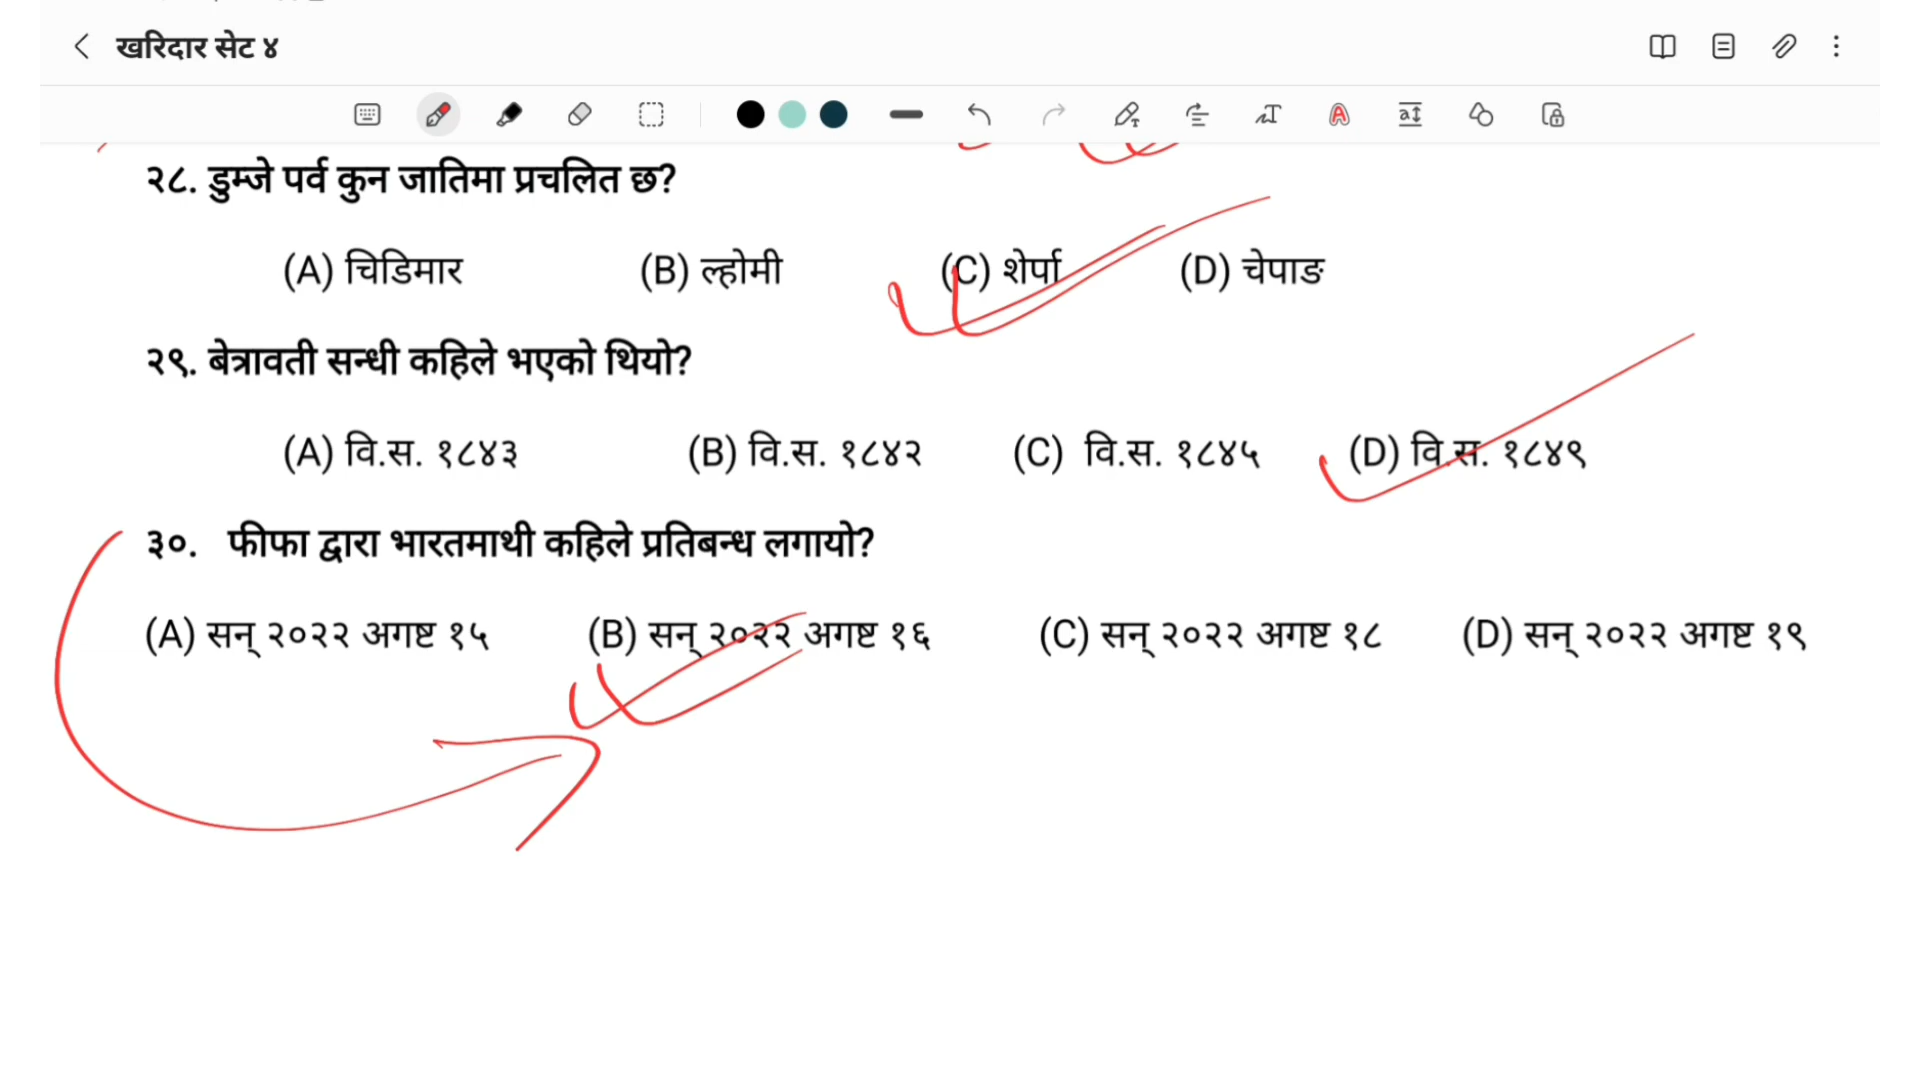 खरिदार सेट ४
२८. डुम्जे पर्व कुन जातिमा प्रचलित छ?
(A) चिडिमार (B) ल्होमी (C) शेर्पा (D) चेपाङ
२९. बेत्रावती सन्धी कहिले भएको थियो?
(A) वि.स. १८४३ (B) वि.स. १८४२ (C) वि.स. १८४५ (D) वि.स. १८४९
३०. फीफा द्वारा भारतमाथी कहिले प्रतिबन्ध लगायो?
(A) सन् २०२२ अगष्ट १५ (B) सन् २०२२ अगष्ट १६ (C) सन् २०२२ अगष्ट १८ (D) सन् २०२२ अगष्ट १९